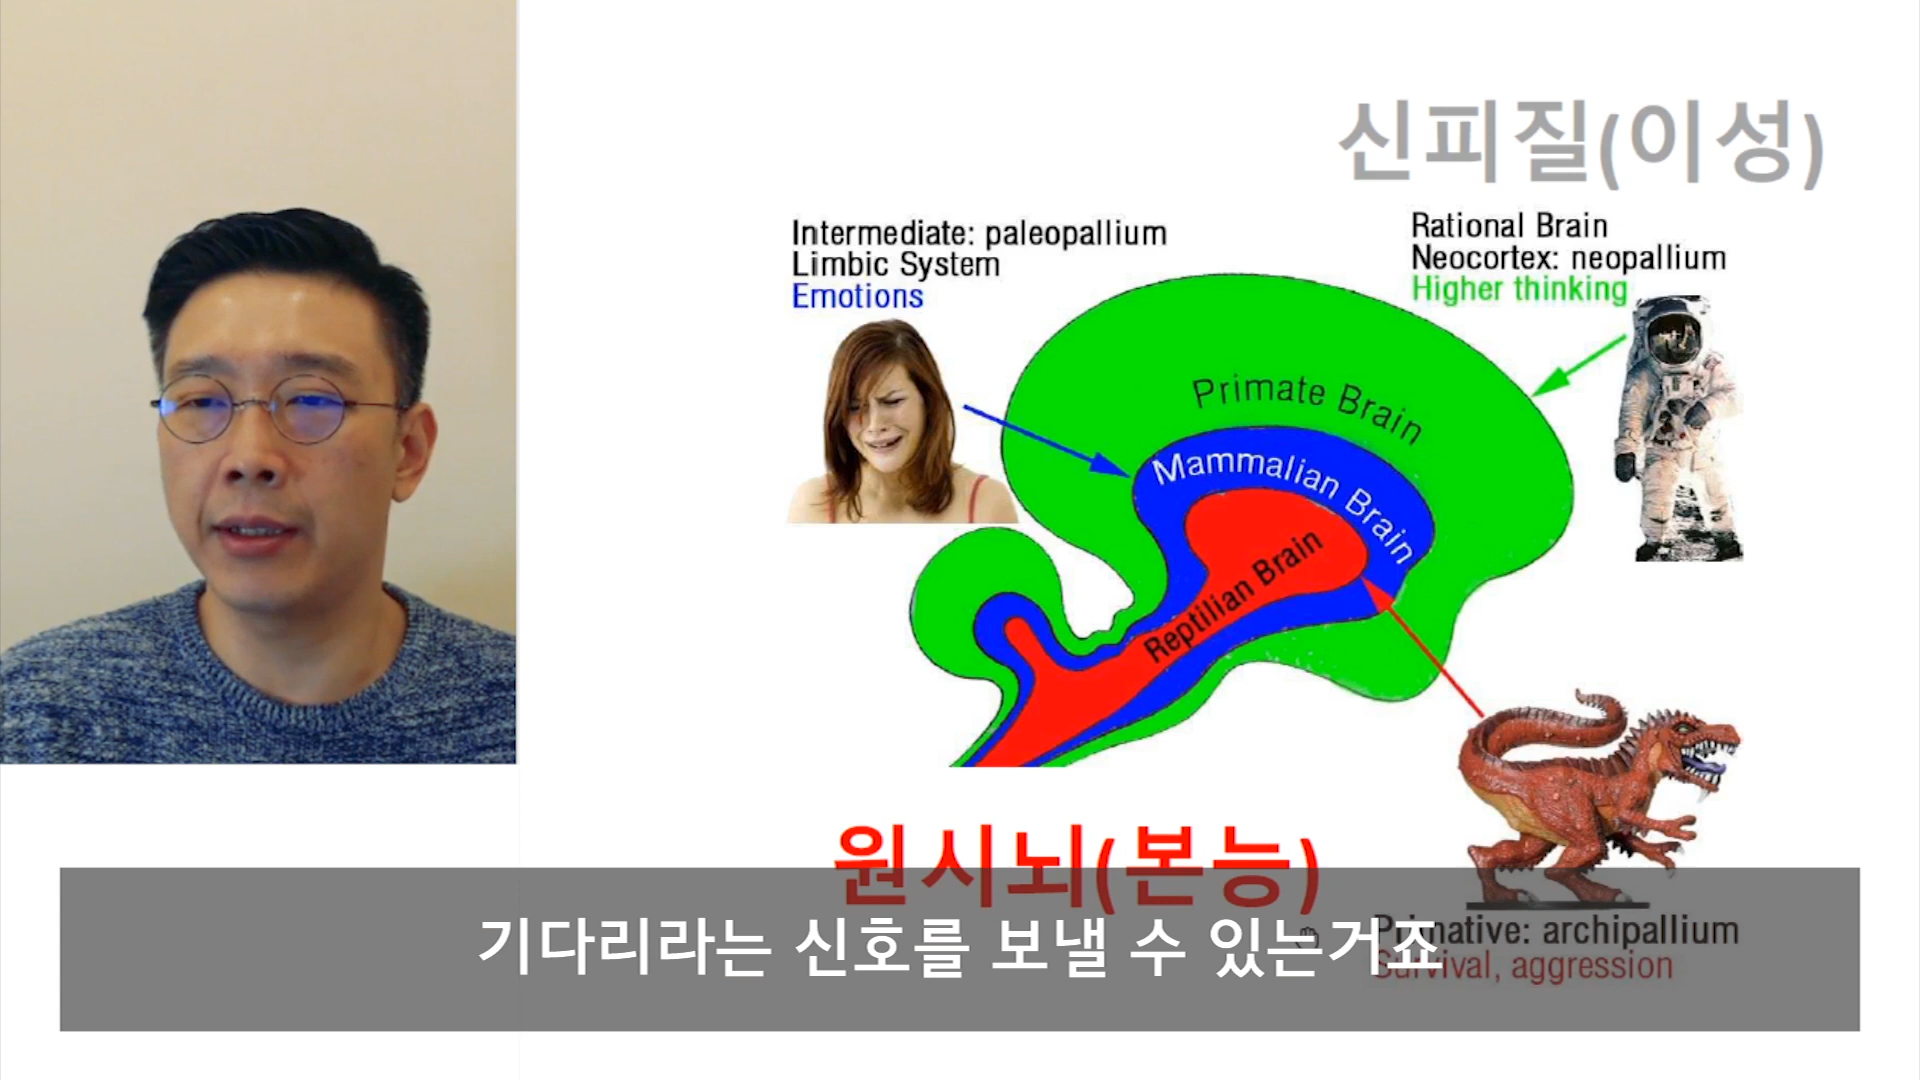 신피질(이성)
Intermediate: paleopallium
Limbic System
Emotions
Rational Brain
Neocortex: neopallium
Higher thinking
Primate Brain
Mammalian Brain
Reptilian Brain
원시뇌(본능)
Primative: archipallium
Survival, aggression
기다리라는 신호를 보낼 수 있는거죠